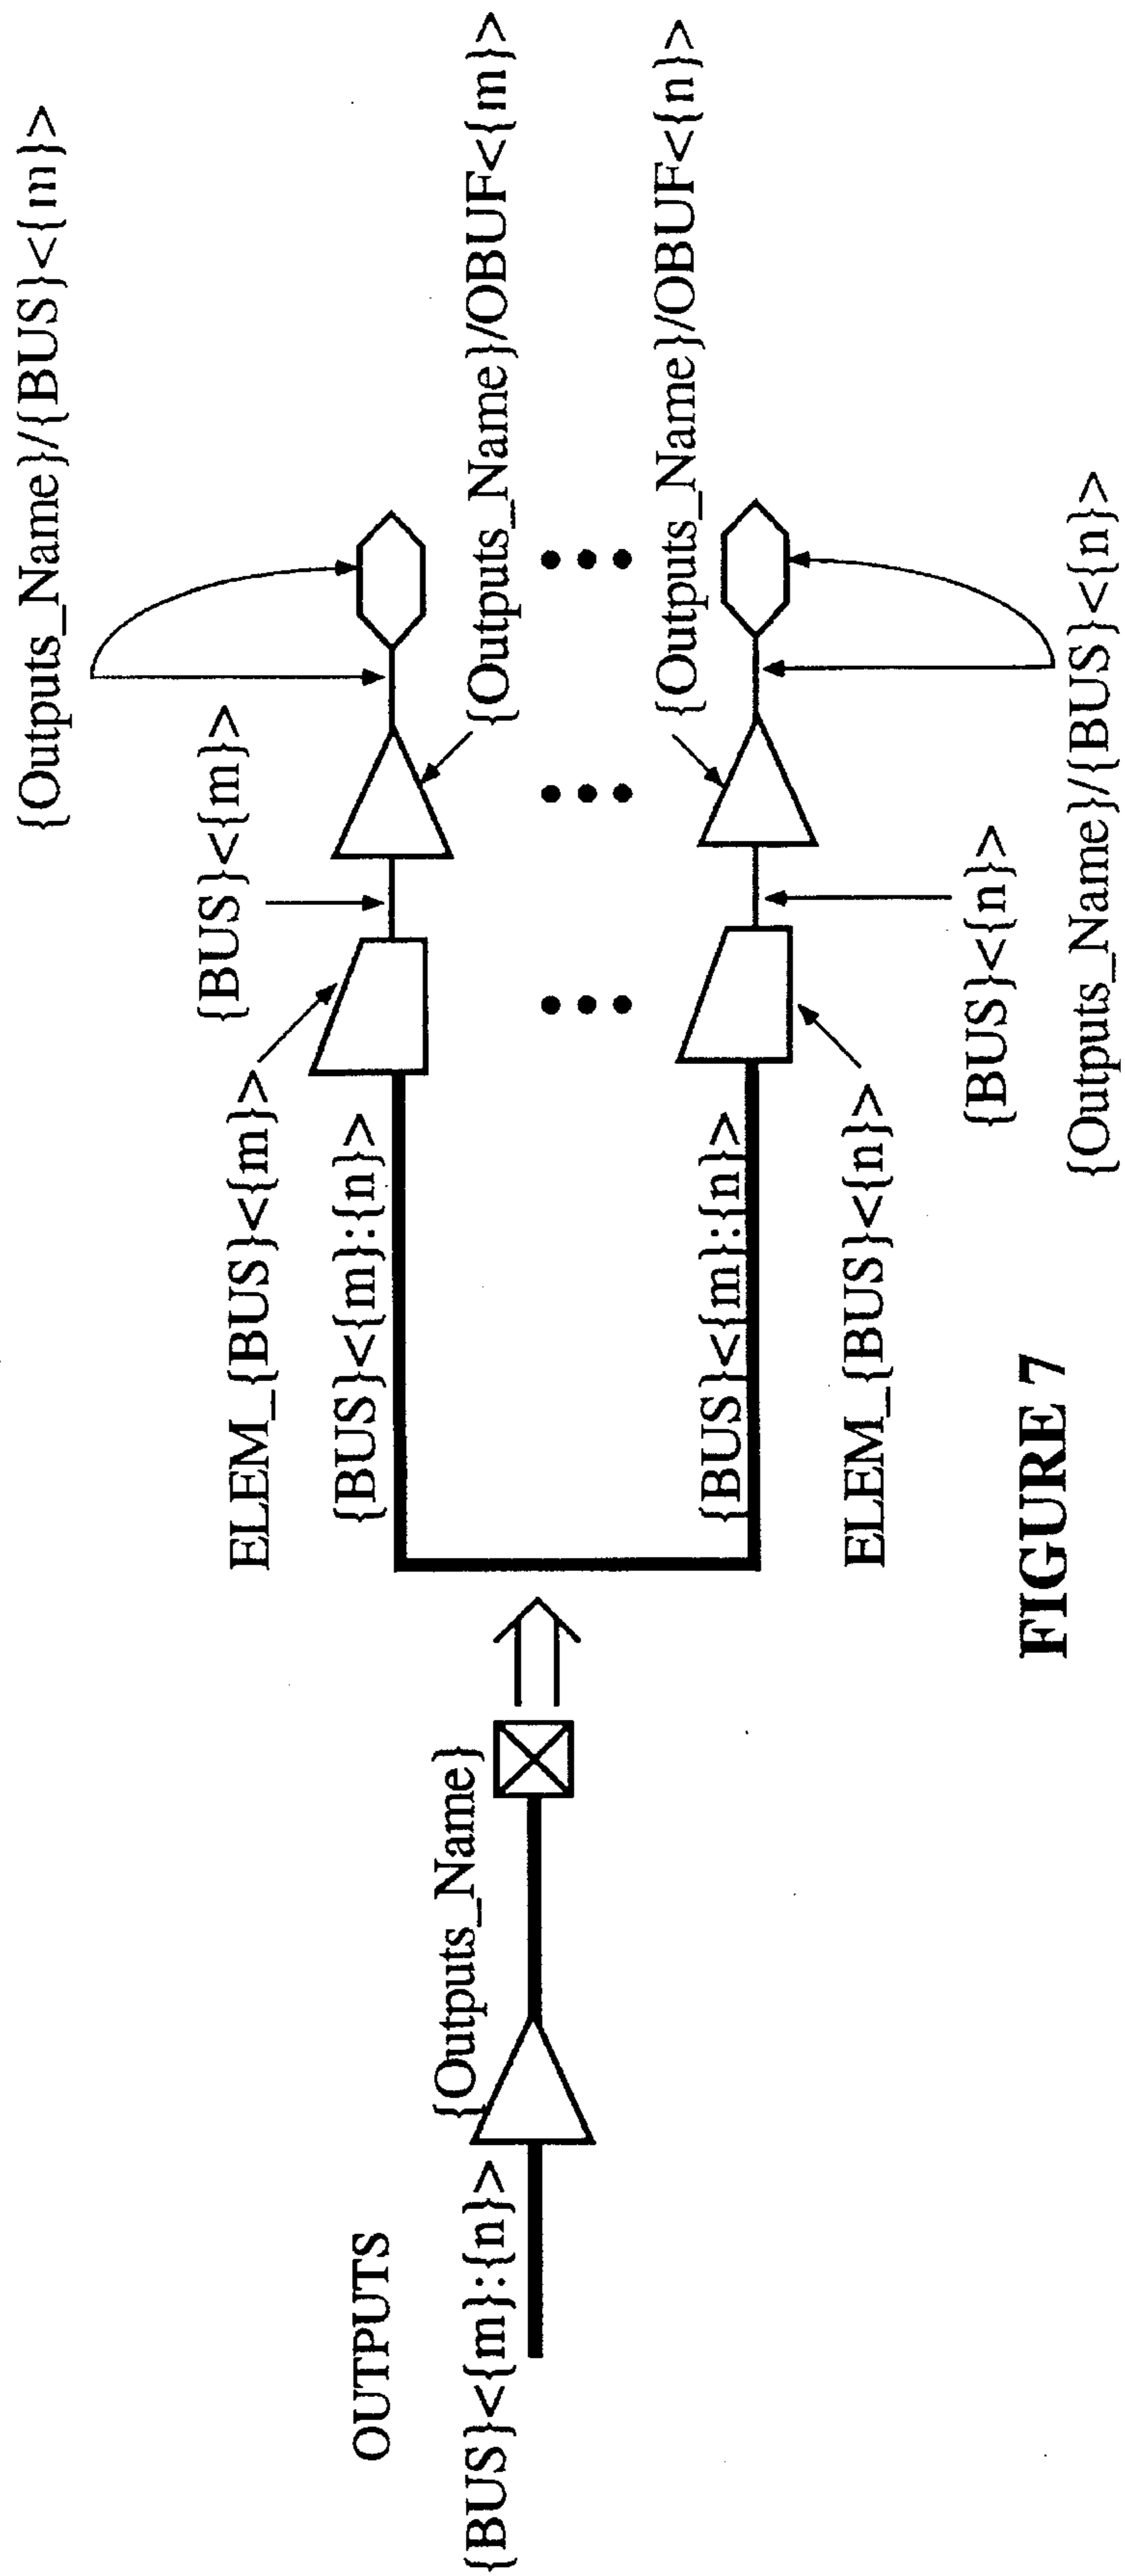 OUTPUTS
{BUS}<{m}:{n}>
{Outputs_Name}
ELEM_{BUS}<{m}>
{BUS}<{m}:{n}>
{BUS}<{m}:{n}>
ELEM_{BUS}<{n}>
{BUS}<{m}>
{BUS}<{n}>
{Outputs_Name}/{BUS}<{m}>
{Outputs_Name}/OBUF<{m}>
{Outputs_Name}/OBUF<{n}>
{Outputs_Name}/{BUS}<{n}>
FIGURE 7